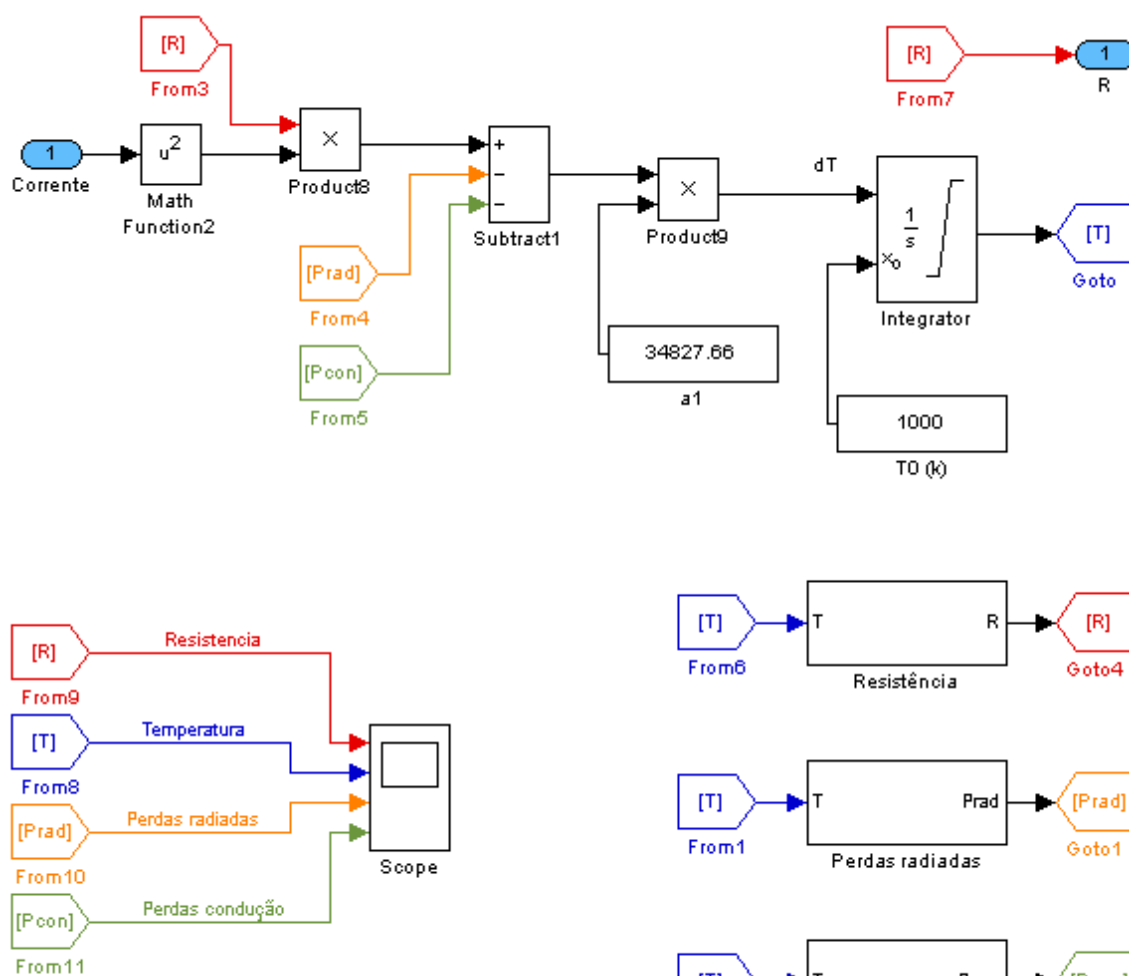 [R]
From3
[R]
From7
1
R
1
Corrente
u²
Math
Function2
×
Product8
+
−
−
Subtract1
×
Product9
dT
1
s
x₀
Integrator
[T]
Goto
[Prad]
From4
[Pcon]
From5
34827.66
a1
1000
T0 (k)
[R]
From9
Resistencia
[T]
From8
Temperatura
[Prad]
From10
Perdas radiadas
[Pcon]
From11
Perdas condução
Scope
[T]
From6
T
R
Resistência
[R]
Goto4
[T]
From1
T
Prad
Perdas radiadas
[Prad]
Goto1
[T]
T